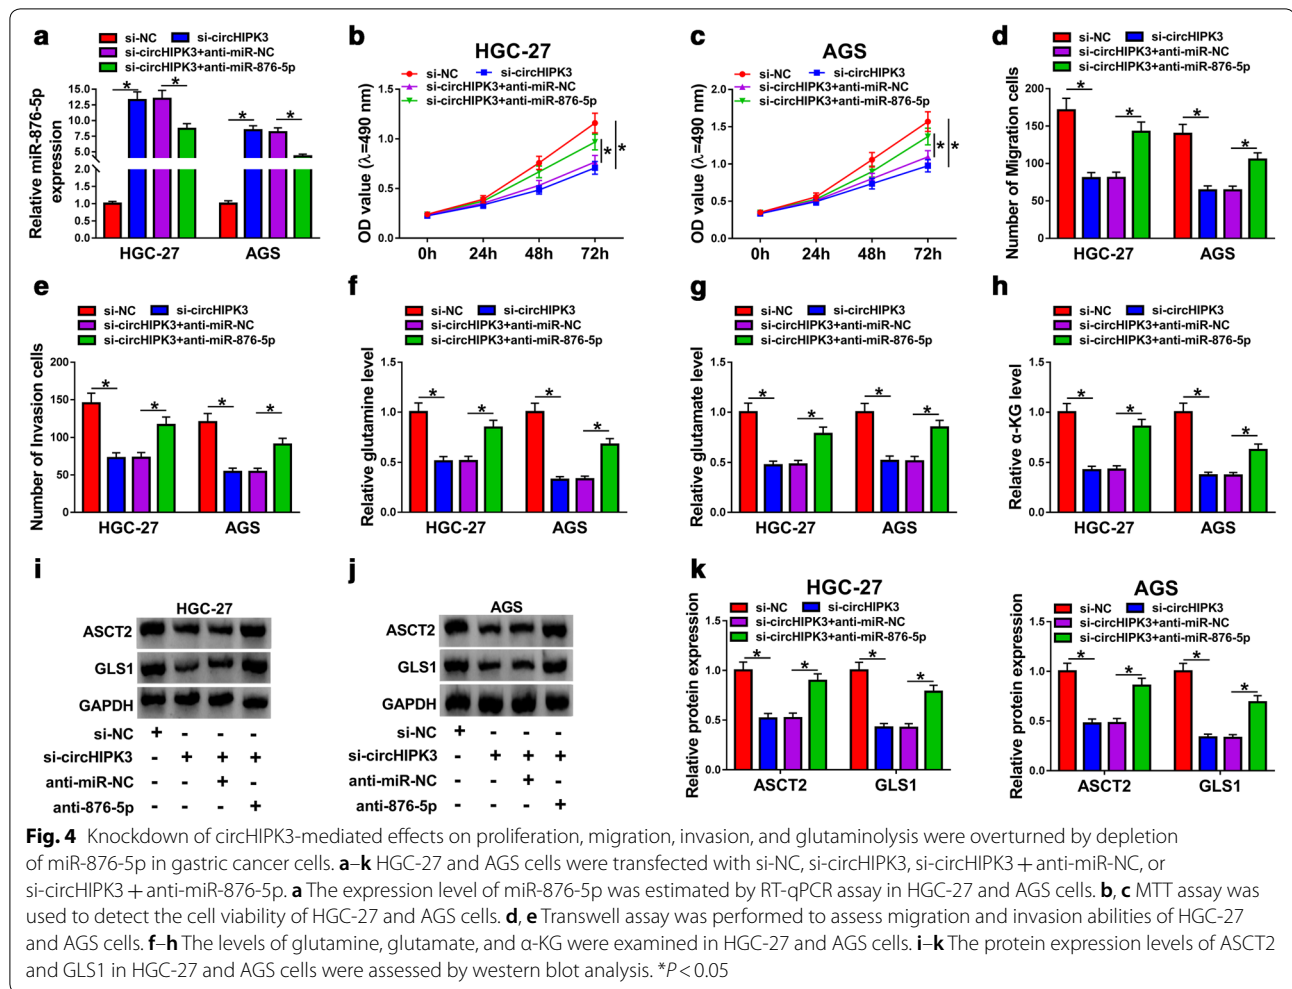 a
si-NC si-circHIPK3
si-circHIPK3+anti-miR-NC
si-circHIPK3+anti-miR-876-5p
Relative miR-876-5p
expression
15.0
12.5
10.0
7.5
5.0
2.0
1.5
1.0
0.5
0.0
* * * *
HGC-27 AGS
b
HGC-27
si-NC si-circHIPK3
si-circHIPK3+anti-miR-NC
si-circHIPK3+anti-miR-876-5p
OD value (λ=490 nm)
1.5
1.0
0.5
0.0
* *
0h 24h 48h 72h
c
AGS
si-NC si-circHIPK3
si-circHIPK3+anti-miR-NC
si-circHIPK3+anti-miR-876-5p
OD value (λ=490 nm)
2.0
1.5
1.0
0.5
0.0
* *
0h 24h 48h 72h
d
si-NC si-circHIPK3
si-circHIPK3+anti-miR-NC
si-circHIPK3+anti-miR-876-5p
Number of Migration cells
200
150
100
50
0
* * * *
HGC-27 AGS
e
si-NC si-circHIPK3
si-circHIPK3+anti-miR-NC
si-circHIPK3+anti-miR-876-5p
Number of Invasion cells
200
150
100
50
0
* * * *
HGC-27 AGS
f
si-NC si-circHIPK3
si-circHIPK3+anti-miR-NC
si-circHIPK3+anti-miR-876-5p
Relative glutamine level
1.5
1.0
0.5
0.0
* * * *
HGC-27 AGS
g
si-NC si-circHIPK3
si-circHIPK3+anti-miR-NC
si-circHIPK3+anti-miR-876-5p
Relative glutamate level
1.5
1.0
0.5
0.0
* * * *
HGC-27 AGS
h
si-NC si-circHIPK3
si-circHIPK3+anti-miR-NC
si-circHIPK3+anti-miR-876-5p
Relative α-KG level
1.5
1.0
0.5
0.0
* * * *
HGC-27 AGS
i
HGC-27
ASCT2
GLS1
GAPDH
si-NC + - - -
si-circHIPK3 - + + +
anti-miR-NC - - + -
anti-876-5p - - - +
j
AGS
ASCT2
GLS1
GAPDH
si-NC + - - -
si-circHIPK3 - + + +
anti-miR-NC - - + -
anti-876-5p - - - +
k
HGC-27
si-NC si-circHIPK3
si-circHIPK3+anti-miR-NC
si-circHIPK3+anti-miR-876-5p
Relative protein expression
1.5
1.0
0.5
0.0
* * * *
ASCT2 GLS1
AGS
si-NC si-circHIPK3
si-circHIPK3+anti-miR-NC
si-circHIPK3+anti-miR-876-5p
Relative protein expression
1.5
1.0
0.5
0.0
* * * *
ASCT2 GLS1
Fig. 4 Knockdown of circHIPK3-mediated effects on proliferation, migration, invasion, and glutaminolysis were overturned by depletion
of miR-876-5p in gastric cancer cells. a–k HGC-27 and AGS cells were transfected with si-NC, si-circHIPK3, si-circHIPK3 + anti-miR-NC, or
si-circHIPK3 + anti-miR-876-5p. a The expression level of miR-876-5p was estimated by RT-qPCR assay in HGC-27 and AGS cells. b, c MTT assay was
used to detect the cell viability of HGC-27 and AGS cells. d, e Transwell assay was performed to assess migration and invasion abilities of HGC-27
and AGS cells. f–h The levels of glutamine, glutamate, and α-KG were examined in HGC-27 and AGS cells. i–k The protein expression levels of ASCT2
and GLS1 in HGC-27 and AGS cells were assessed by western blot analysis. *P < 0.05